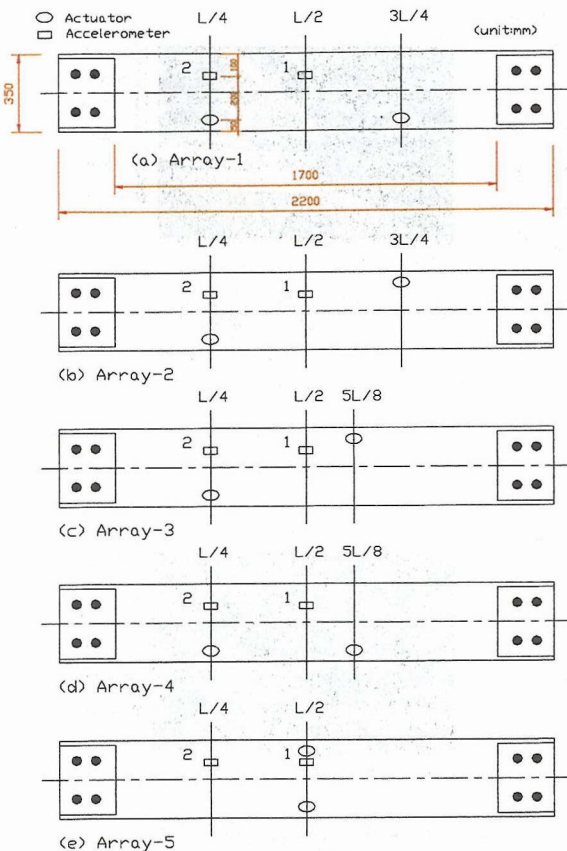 Actuator
Accelerometer
L/4
L/2
3L/4
(unit:mm)
350
2
1
100
200
50
(a) Array-1
1700
2200
L/4
L/2
3L/4
2
1
(b) Array-2
L/4
L/2
5L/8
2
1
(c) Array-3
L/4
L/2
5L/8
2
1
(d) Array-4
L/4
L/2
2
1
(e) Array-5